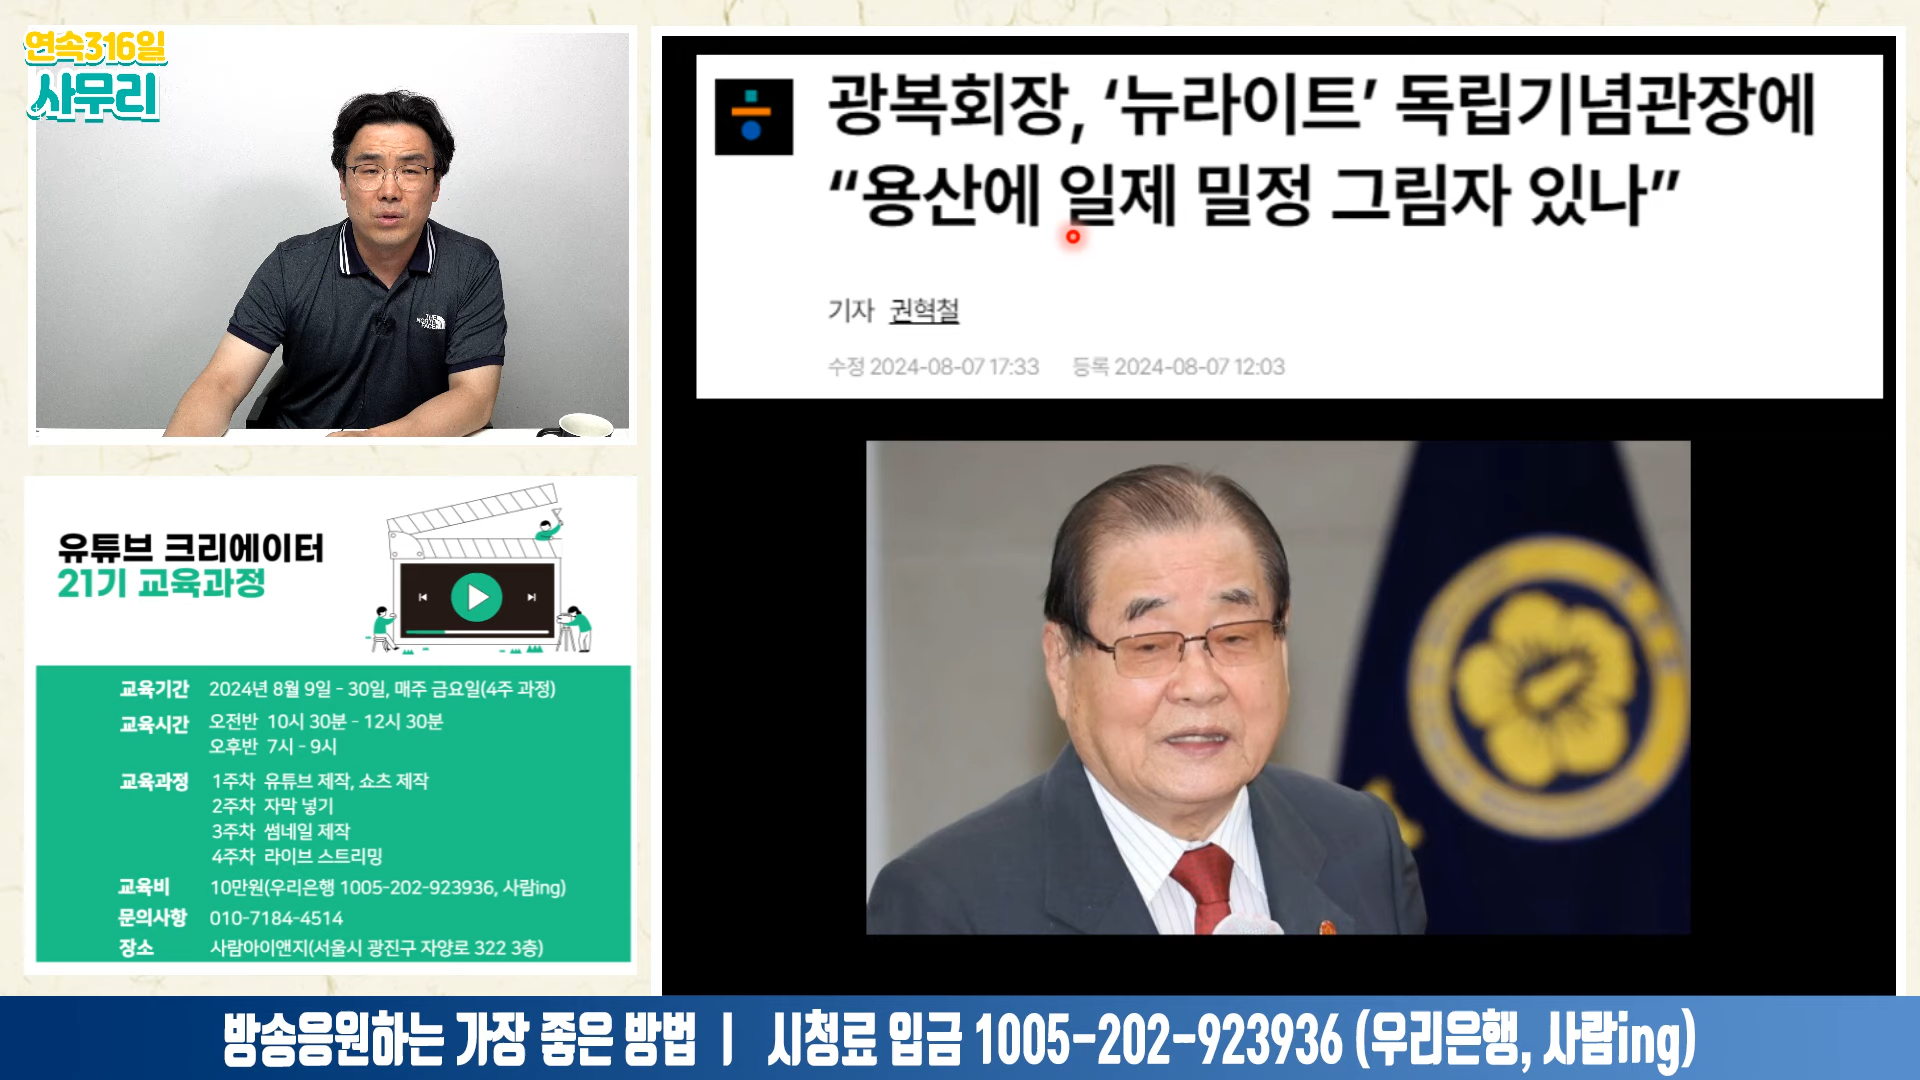 연속316일
사무리
THE
NORTH
FACE
광복회장, ‘뉴라이트’ 독립기념관장에
“용산에 일제 밀정 그림자 있나”
기자 권혁철
수정 2024-08-07 17:33 등록 2024-08-07 12:03
유튜브 크리에이터
21기 교육과정
교육기간 2024년 8월 9일 - 30일, 매주 금요일(4주 과정)
교육시간 오전반 10시 30분 - 12시 30분
오후반 7시 - 9시
교육과정 1주차 유튜브 제작, 쇼츠 제작
2주차 자막 넣기
3주차 썸네일 제작
4주차 라이브 스트리밍
교육비 10만원(우리은행 1005-202-923936, 사람ing)
문의사항 010-7184-4514
장소 사람아이앤지(서울시 광진구 자양로 322 3층)
방송응원하는 가장 좋은 방법 | 시청료 입금 1005-202-923936 (우리은행, 사람ing)